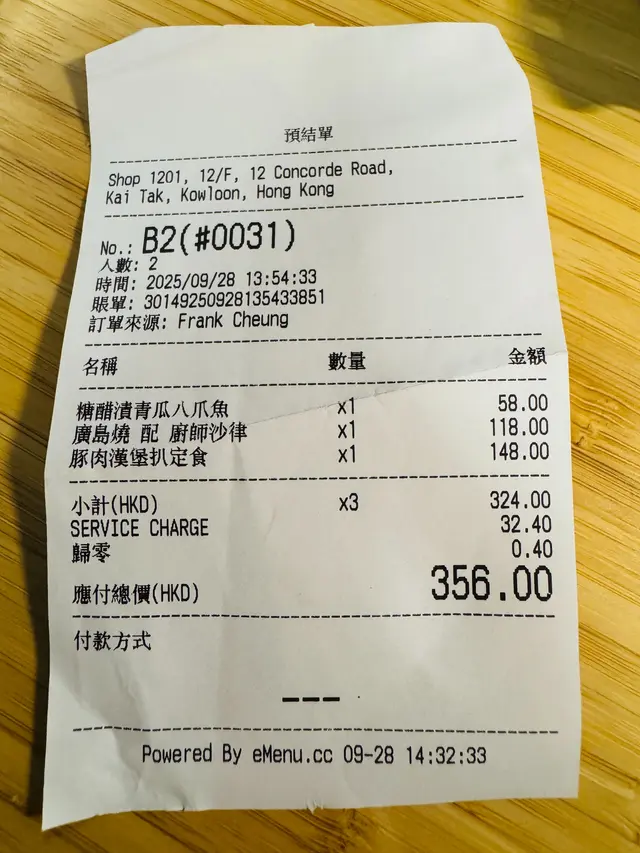 預結單
Shop 1201, 12/F, 12 Concorde Road,
Kai Tak, Kowloon, Hong Kong
No.: B2(#0031)
人數: 2
時間: 2025/09/28 13:54:33
賬單: 30149250928135433851
訂單來源: Frank Cheung
名稱 數量 金額
糖醋漬青瓜八爪魚 x1 58.00
廣島燒 配 廚師沙律 x1 118.00
豚肉漢堡扒定食 x1 148.00
小計(HKD) x3 324.00
SERVICE CHARGE 32.40
歸零 0.40
應付總價(HKD) 356.00
付款方式
---
Powered By eMenu.cc 09-28 14:32:33